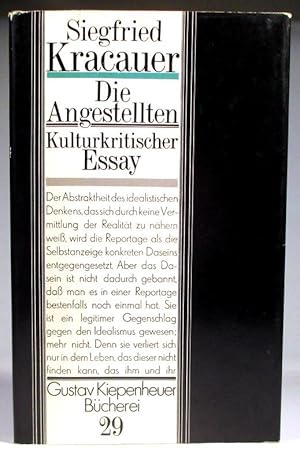 Siegfried
Kracauer
Die
Angestellten
Kulturkritischer
Essay
Der Abstraktheit des idealistischen
Denkens, das sich durch keine Ver-
mittlung der Realität zu nähern
weiß, wird die Reportage als die
Selbstanzeige konkreten Daseins
entgegengesetzt. Aber das Da-
sein ist nicht dadurch gebannt,
daß man es in einer Reportage
bestenfalls noch einmal hat. Sie
ist ein legitimer Gegenschlag
gegen den Idealismus gewesen;
mehr nicht. Denn sie verliert sich
nur in dem Leben, das dieser nicht
finden kann, das ihm und ihr
Gustav Kiepenheuer
Bücherei
29